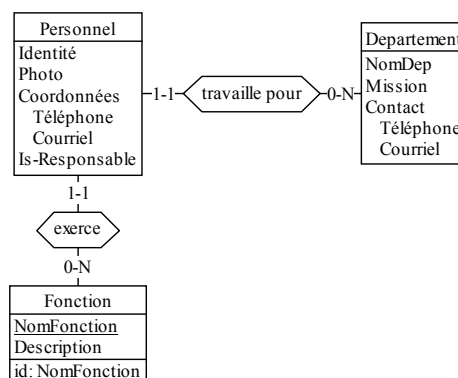 Personnel
Identité
Photo
Coordonnées
Téléphone
Courriel
Is-Responsable
1-1
travaille pour
0-N
Departement
NomDep
Mission
Contact
Téléphone
Courriel
1-1
exerce
0-N
Fonction
NomFonction
Description
id: NomFonction